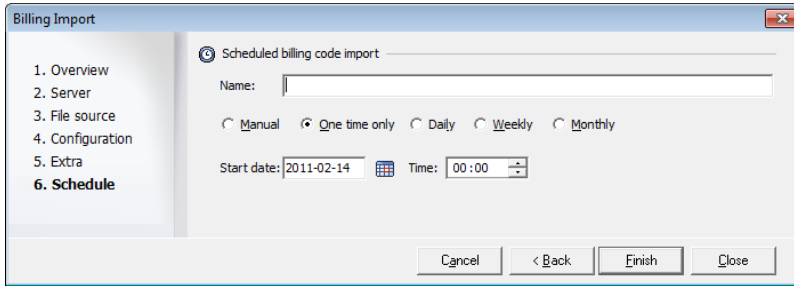 Billing Import
1. Overview
2. Server
3. File source
4. Configuration
5. Extra
6. Schedule
Scheduled billing code import
Name:
Manual One time only Daily Weekly Monthly
Start date: 2011-02-14 Time: 00:00
Cancel < Back Finish Close